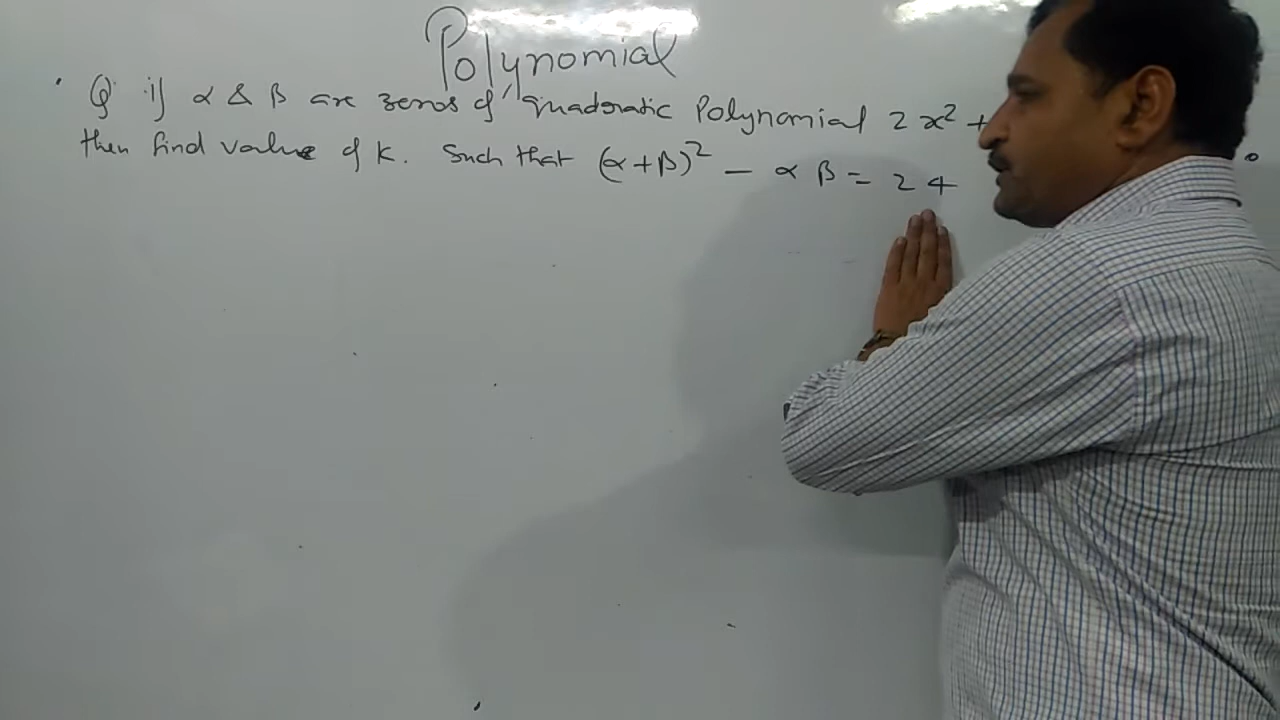 Polynomial
Q. if α & β are zeros of quadratic Polynomial 2x² +
then find value of K. Such that (α+β)² - αβ = 24